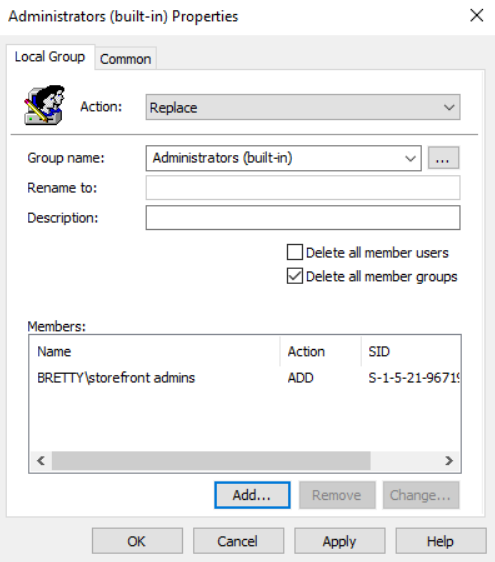 Administrators (built-in) Properties
Local Group Common
Action: Replace
Group name: Administrators (built-in) ...
Rename to:
Description:
Delete all member users
Delete all member groups
Members:
Name Action SID
BRETTY\storefront admins ADD S-1-5-21-96719
Add... Remove Change...
OK Cancel Apply Help